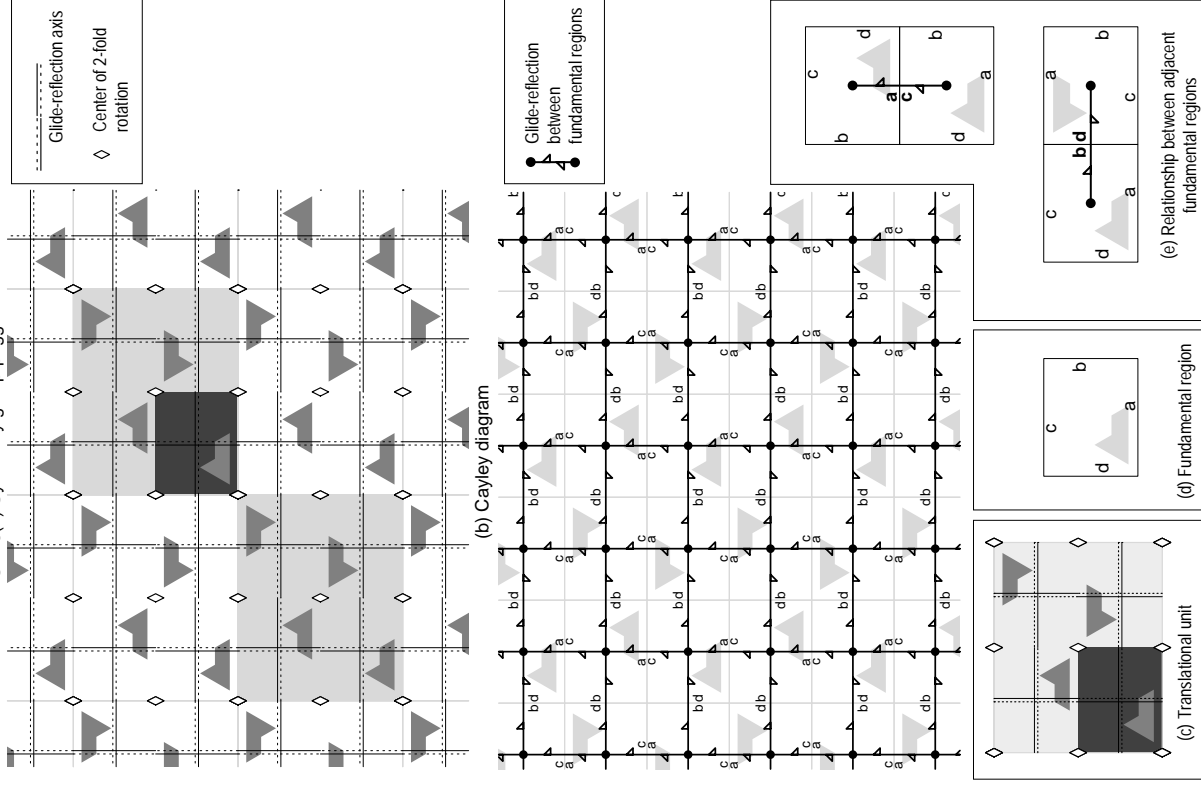 Glide-reflection axis
Center of 2-fold
rotation
(b) Cayley diagram
Glide-reflection
between
fundamental regions
b d
d b
b d
d b
b d
a
c
c
a
(c) Translational unit
c
b
a
d
(d) Fundamental region
c
d
b
a
c
b
d
a
c
d
a
b d
a
b
c
(e) Relationship between adjacent
fundamental regions